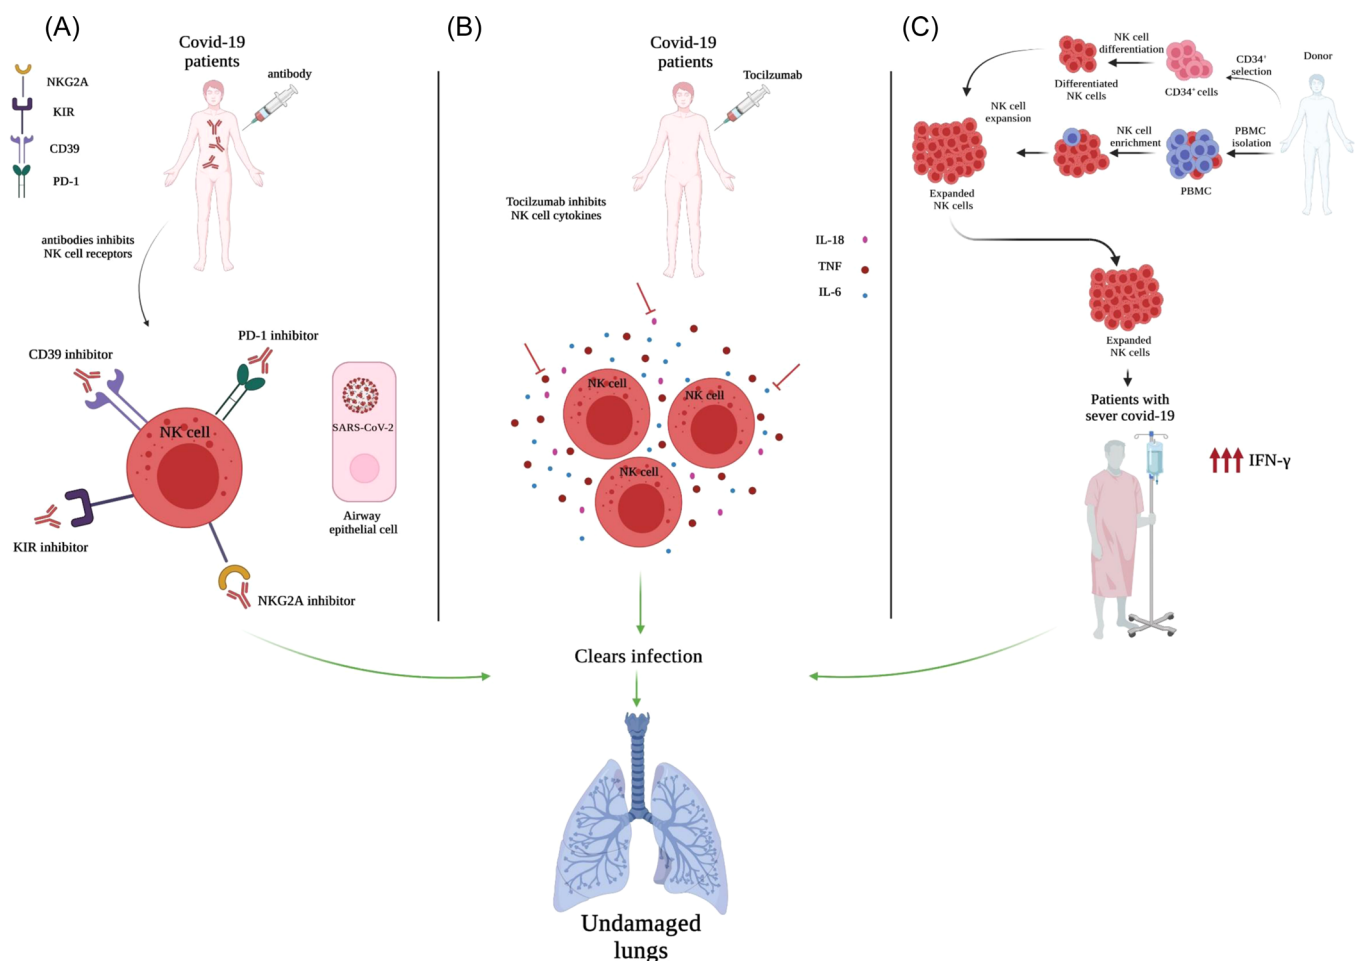 (A)
Covid-19
patients
antibody
NKG2A
KIR
CD39
PD-1
antibodies inhibits
NK cell receptors
PD-1 inhibitor
CD39 inhibitor
NK cell
SARS-CoV-2
Airway
epithelial cell
KIR inhibitor
NKG2A inhibitor
(B)
Covid-19
patients
Tocilzumab
Tocilzumab inhibits
NK cell cytokines
IL-18
TNF
IL-6
NK cell
NK cell
NK cell
(C)
Donor
CD34+
selection
CD34+ cells
NK cell
differentiation
Differentiated
NK cells
PBMC
isolation
PBMC
NK cell
enrichment
NK cell
expansion
Expanded
NK cells
Expanded
NK cells
Patients with
sever covid-19
IFN-γ
Clears infection
Undamaged
lungs